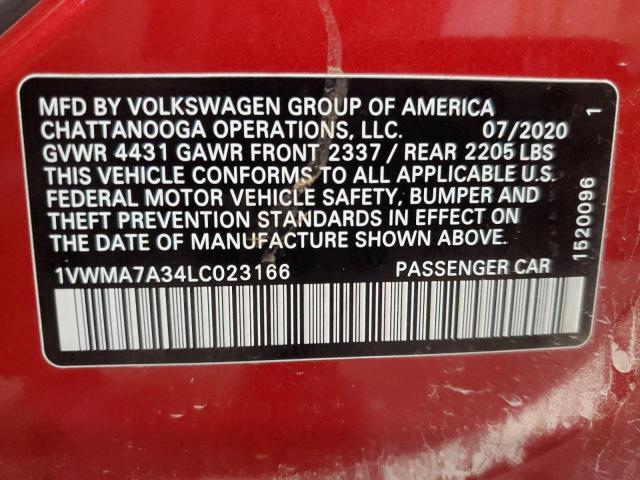 MFD BY VOLKSWAGEN GROUP OF AMERICA
CHATTANOOGA OPERATIONS, LLC. 07/2020
GVWR 4431 GAWR FRONT 2337 / REAR 2205 LBS
THIS VEHICLE CONFORMS TO ALL APPLICABLE U.S.
FEDERAL MOTOR VEHICLE SAFETY, BUMPER AND
THEFT PREVENTION STANDARDS IN EFFECT ON
THE DATE OF MANUFACTURE SHOWN ABOVE.
1VWMA7A34LC023166 PASSENGER CAR
1520096 1